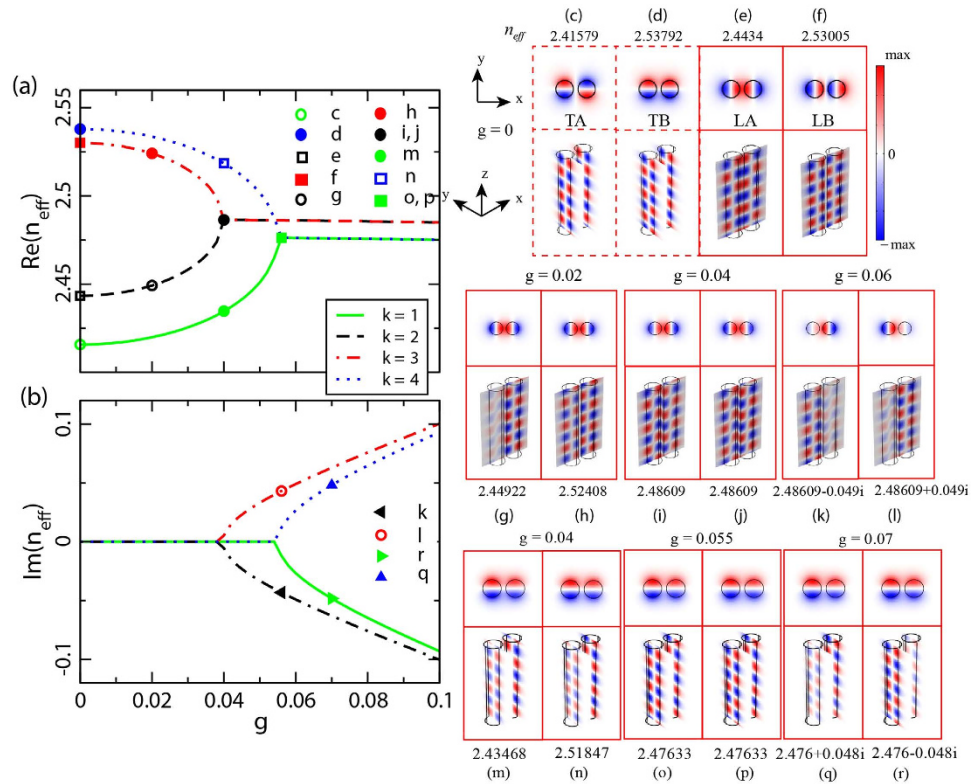 (a)
Re(n_eff)
2.55
2.5
2.45
c
d
e
f
g
h
i, j
m
n
o, p
k = 1
k = 2
k = 3
k = 4
(b)
Im(n_eff)
0.1
0
-0.1
k
l
r
q
0 0.02 0.04 0.06 0.08 0.1
g
(c) (d) (e) (f)
n_eff 2.41579 2.53792 2.4434 2.53005
y
x
g = 0
TA TB LA LB
y z x
max
0
−max
g = 0.02 g = 0.04 g = 0.06
2.44922 2.52408 2.48609 2.48609 2.48609-0.049i 2.48609+0.049i
(g) (h) (i) (j) (k) (l)
g = 0.04 g = 0.055 g = 0.07
2.43468 2.51847 2.47633 2.47633 2.476+0.048i 2.476-0.048i
(m) (n) (o) (p) (q) (r)